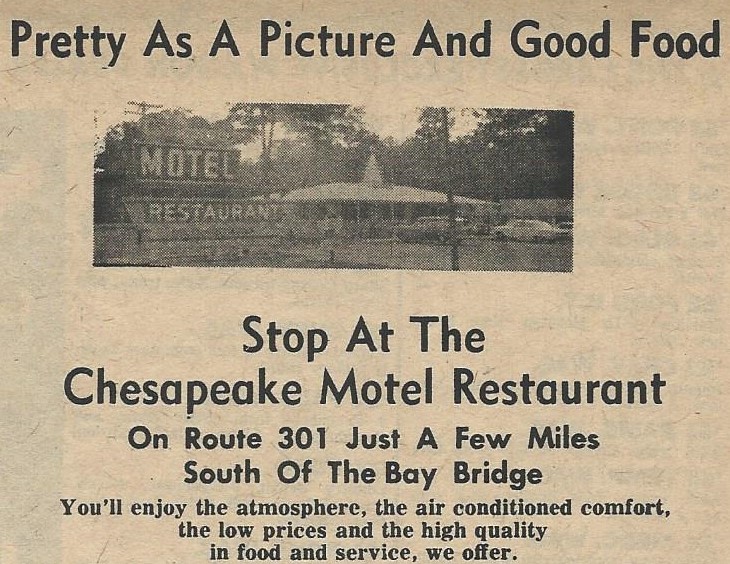 Pretty As A Picture And Good Food
MOTEL
RESTAURANT
Stop At The
Chesapeake Motel Restaurant
On Route 301 Just A Few Miles
South Of The Bay Bridge
You'll enjoy the atmosphere, the air conditioned comfort,
the low prices and the high quality
in food and service, we offer.